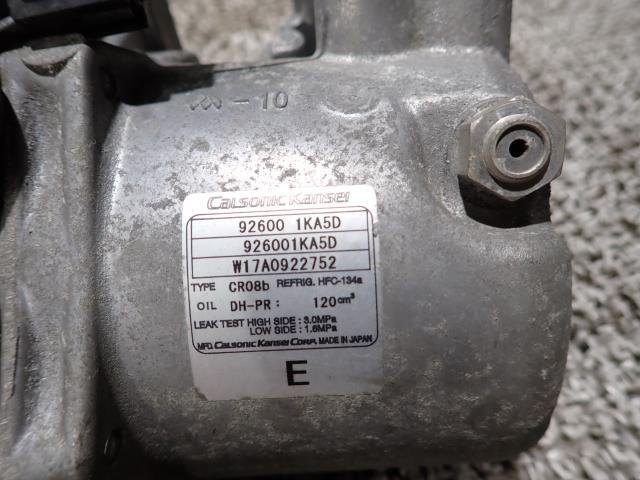 -10
Calsonic Kansei
92600 1KA5D
926001KA5D
W17A0922752
TYPE CR08b REFRIG. HFC-134a
OIL DH-PR: 120cm³
LEAK TEST HIGH SIDE : 3.0MPa
LOW SIDE : 1.6MPa
MFD. CALSONIC KANSEI CORP. MADE IN JAPAN
E